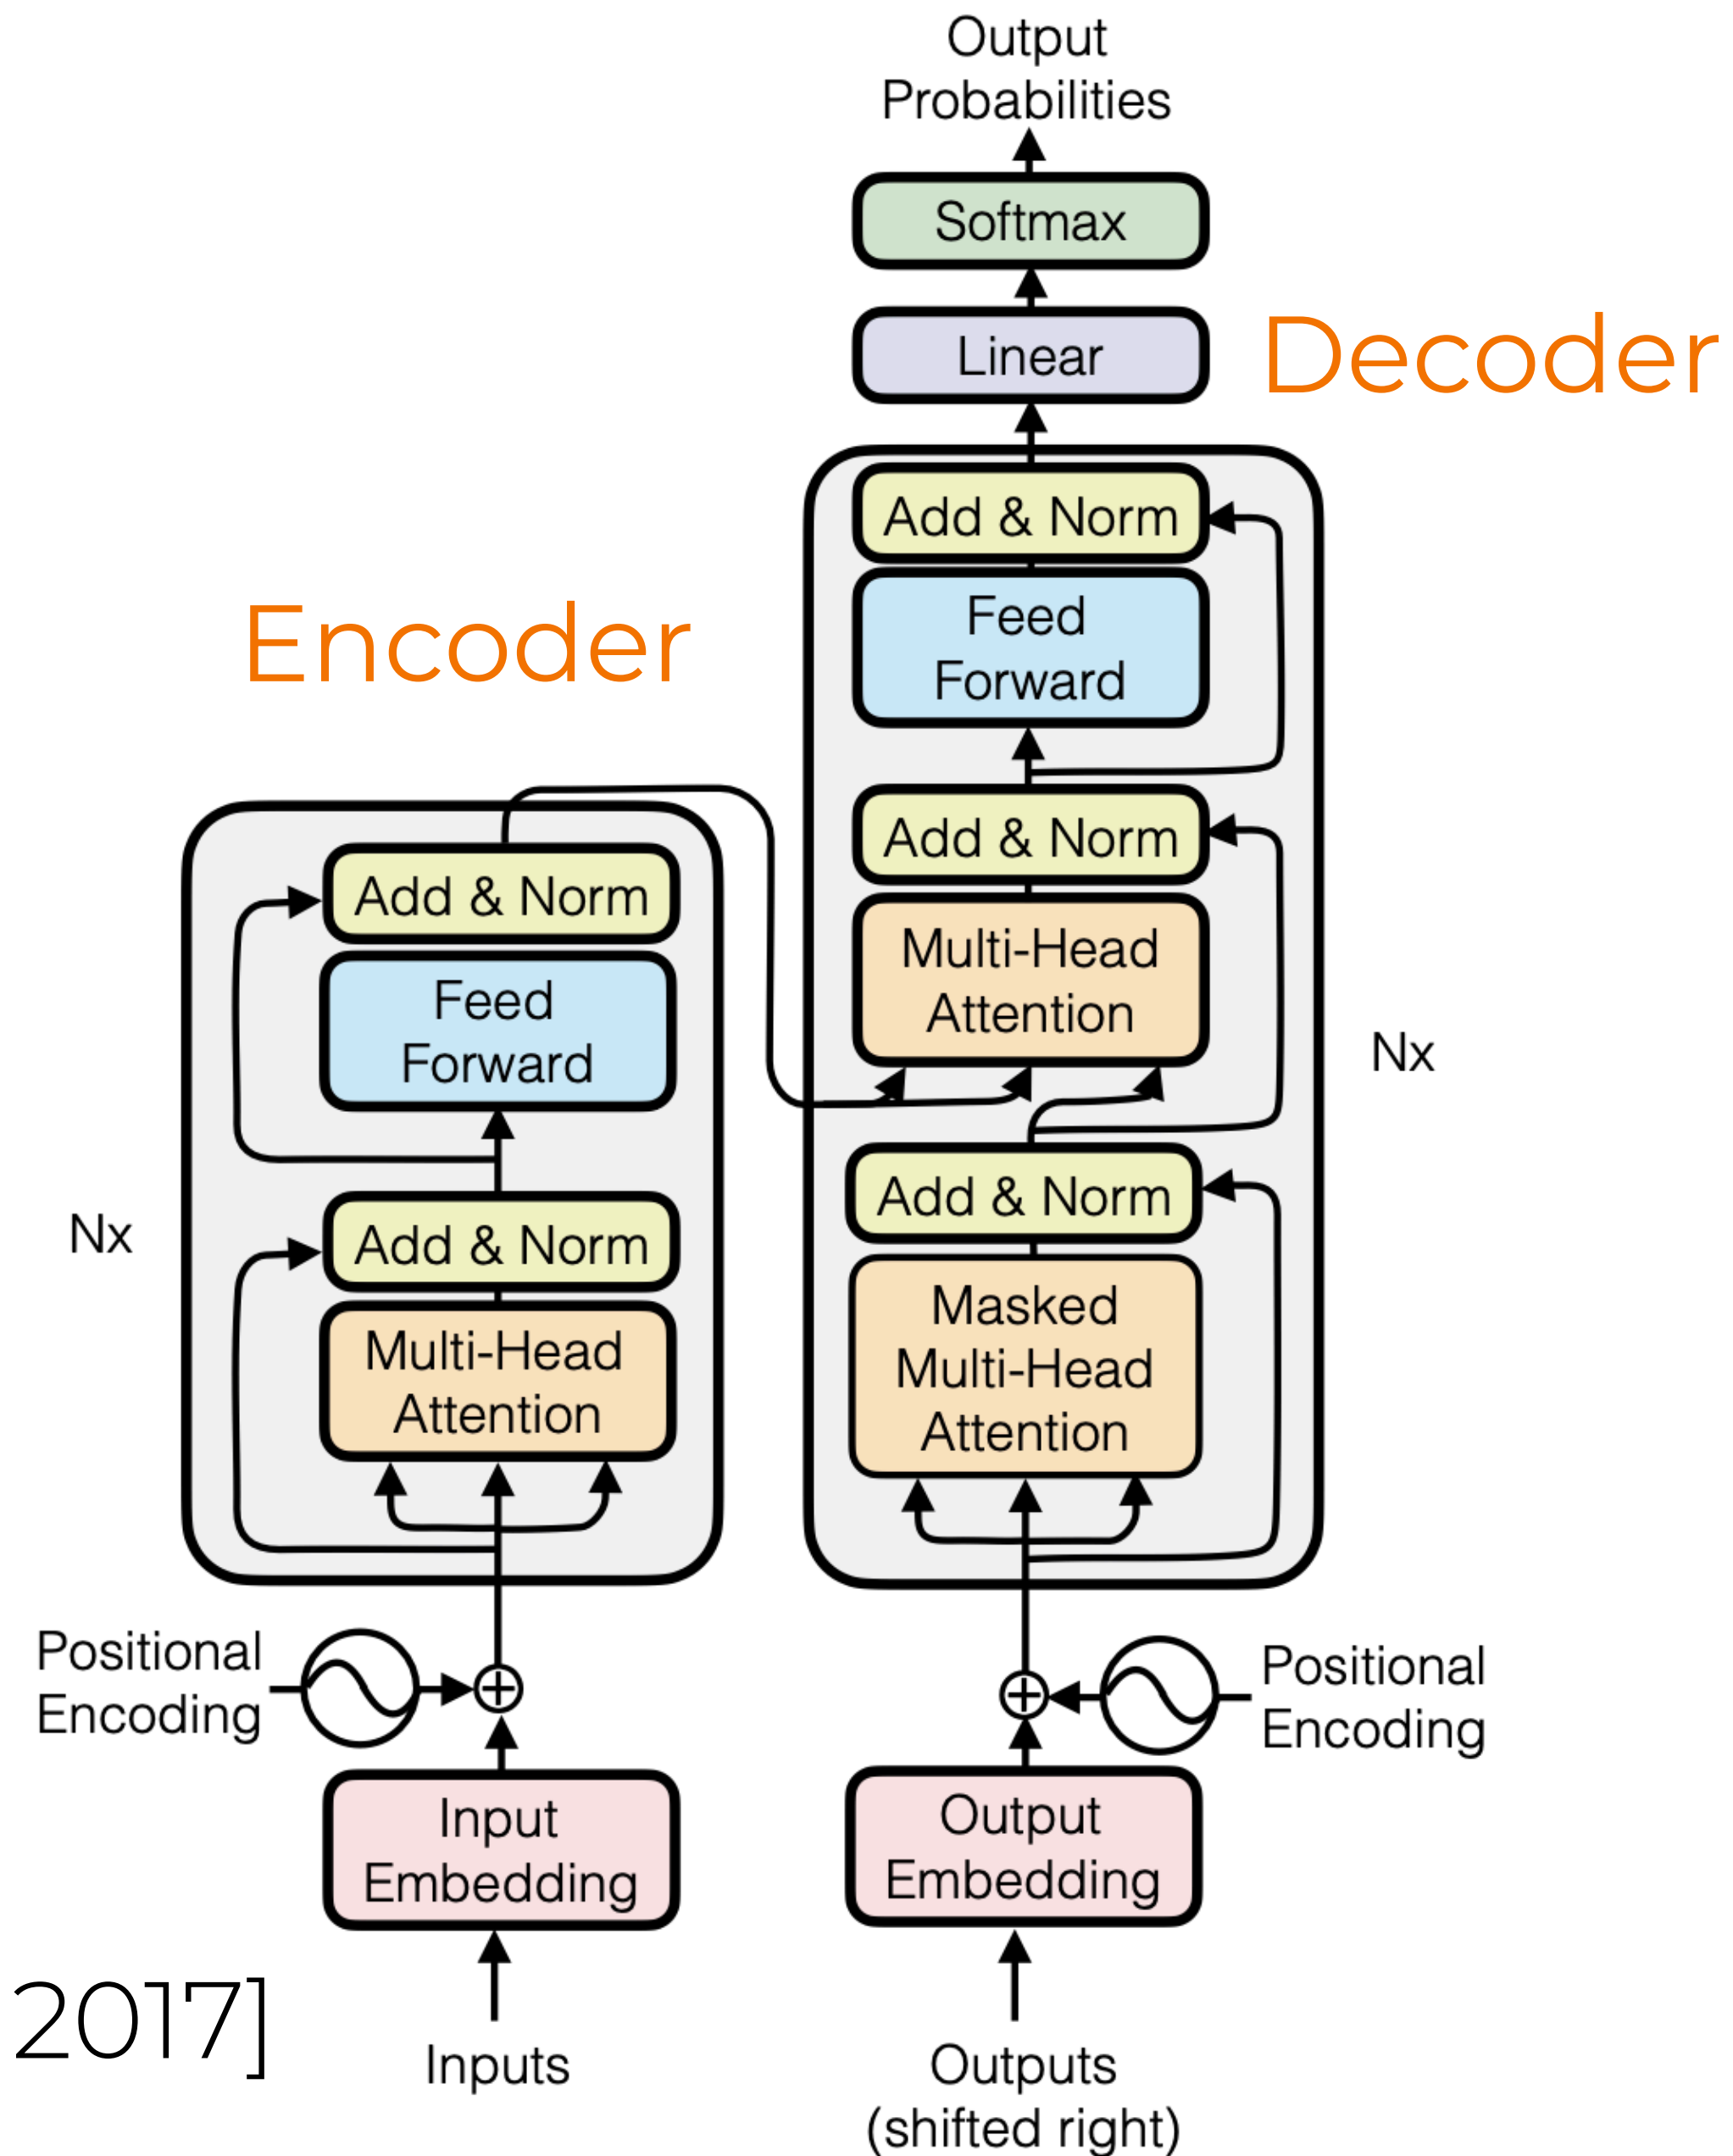 Output
Probabilities
Softmax
Linear
Decoder
Add & Norm
Feed
Forward
Add & Norm
Multi-Head
Attention
Nx
Add & Norm
Masked
Multi-Head
Attention
Positional
Encoding
Output
Embedding
Outputs
(shifted right)
Encoder
Add & Norm
Feed
Forward
Nx
Add & Norm
Multi-Head
Attention
Positional
Encoding
Input
Embedding
Inputs
2017]